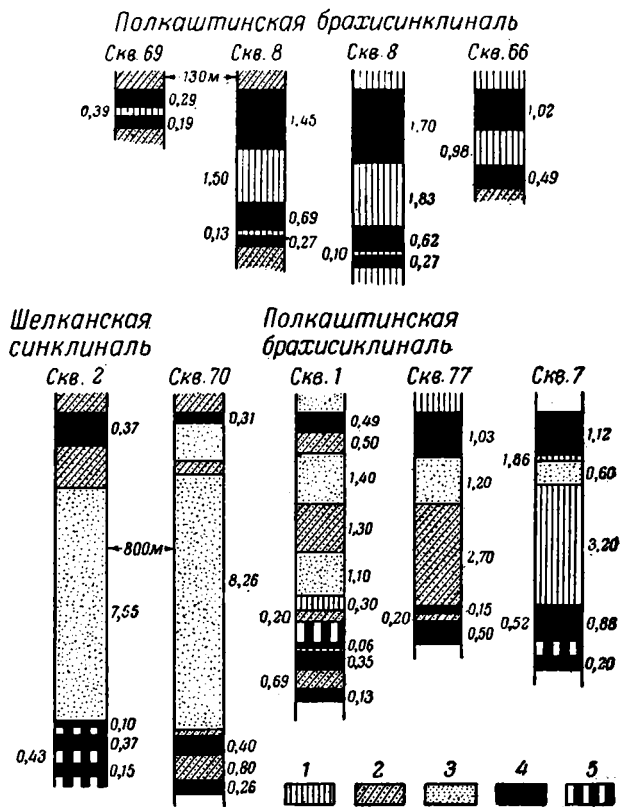 Полкаштинская брахисинклиналь
Скв. 69 Скв. 8 Скв. 8 Скв. 66
130м
0,39 0,29 0,19
1,45 1,50 0,69 0,13 0,27
1,70 1,83 0,62 0,10 0,27
1,02 0,98 0,49
Шелканская Полкаштинская
синклиналь брахисиклиналь
Скв. 2 Скв. 70 Скв. 1 Скв. 77 Скв. 7
0,37 7,55 0,10 0,37 0,43 0,15
800м
0,31 8,26 0,40 0,80 0,26
0,49 0,50 1,40 1,30 1,10 0,30 0,20 0,06 0,35 0,69 0,13
1,03 1,20 2,70 0,15 0,20 0,50
1,12 1,86 0,60 3,20 0,52 0,88 0,20
1 2 3 4 5